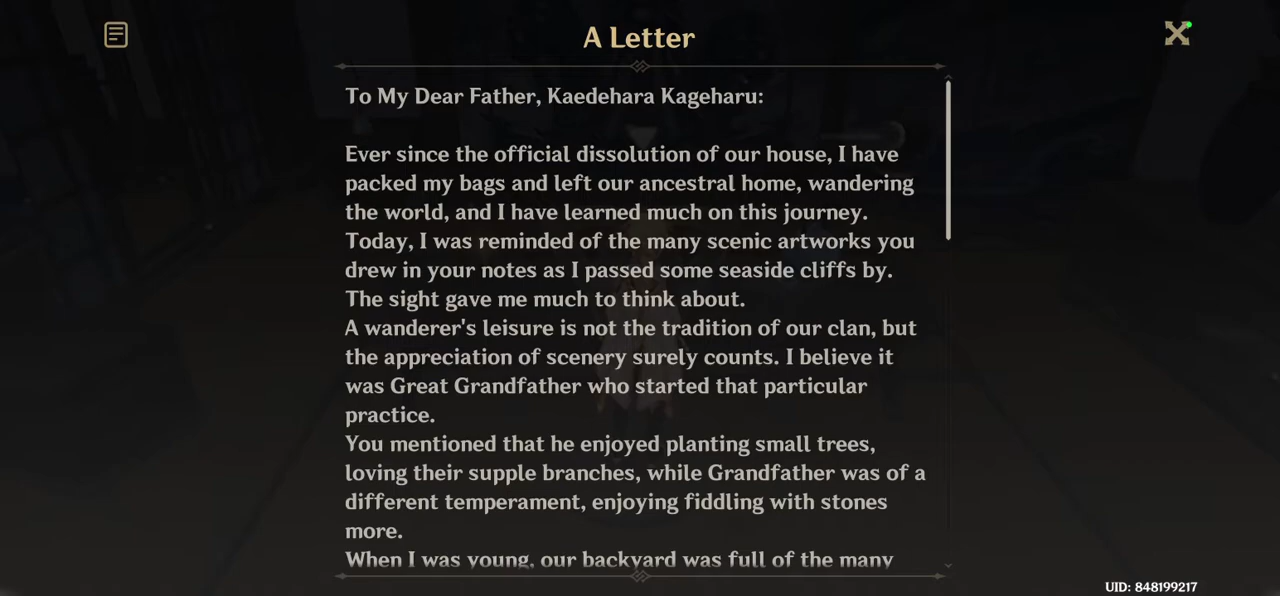 A Letter
To My Dear Father, Kaedehara Kageharu:
Ever since the official dissolution of our house, I have
packed my bags and left our ancestral home, wandering
the world, and I have learned much on this journey.
Today, I was reminded of the many scenic artworks you
drew in your notes as I passed some seaside cliffs by.
The sight gave me much to think about.
A wanderer's leisure is not the tradition of our clan, but
the appreciation of scenery surely counts. I believe it
was Great Grandfather who started that particular
practice.
You mentioned that he enjoyed planting small trees,
loving their supple branches, while Grandfather was of a
different temperament, enjoying fiddling with stones
more.
When I was young, our backyard was full of the many
UID: 848199217